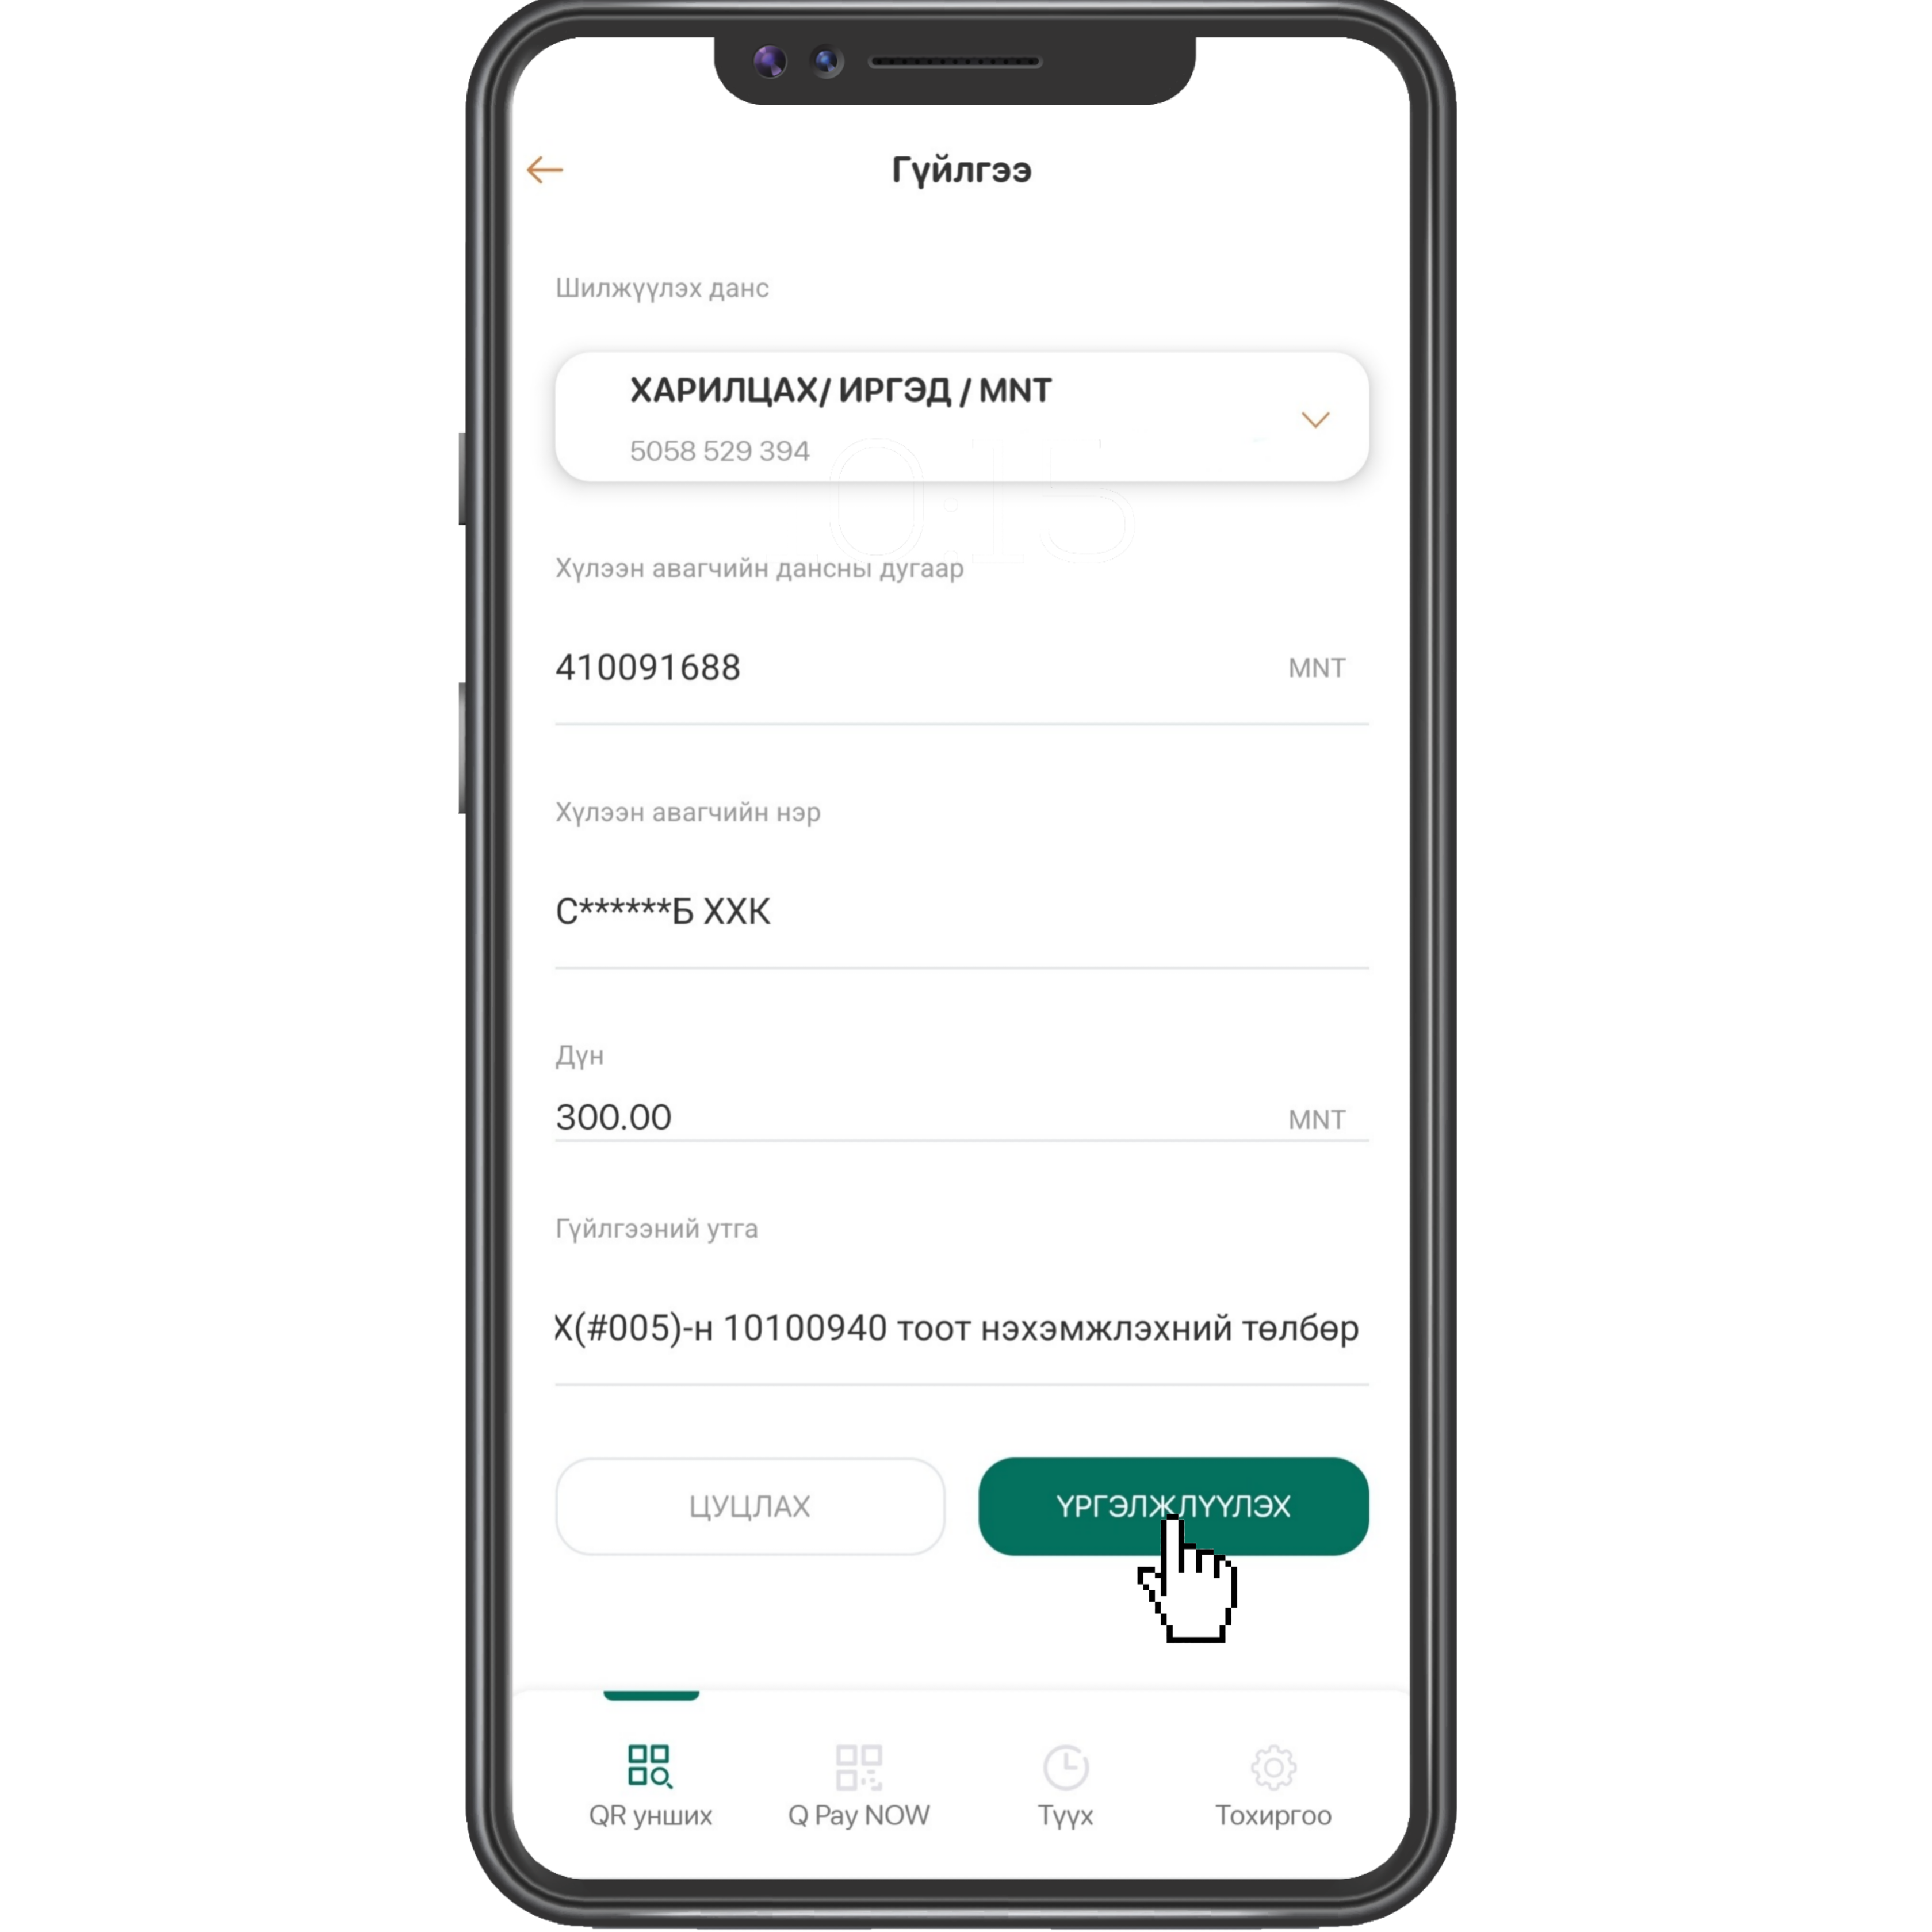 Гүйлгээ
Шилжүүлэх данс
ХАРИЛЦАХ/ ИРГЭД / MNT
5058 529 394
0:15
Хүлээн авагчийн дансны дугаар
410091688 MNT
Хүлээн авагчийн нэр
С******Б ХХК
Дүн
300.00 MNT
Гүйлгээний утга
Х(#005)-н 10100940 тоот нэхэмжлэхний төлбөр
ЦУЦЛАХ ҮРГЭЛЖЛҮҮЛЭХ
QR унших Q Pay NOW Түүх Тохиргоо